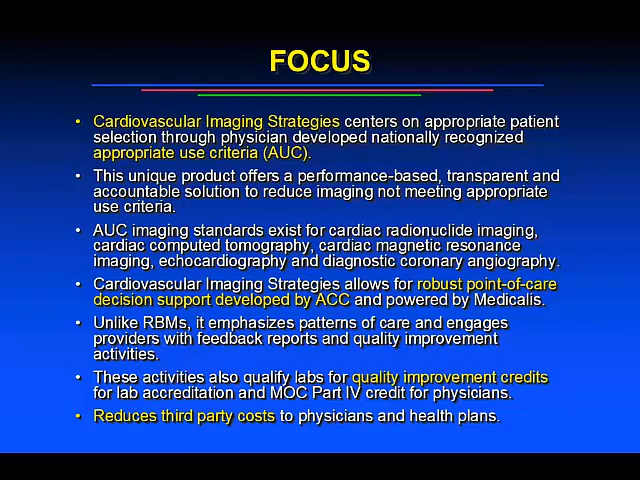 FOCUS
• Cardiovascular Imaging Strategies centers on appropriate patient
selection through physician developed nationally recognized
appropriate use criteria (AUC).
• This unique product offers a performance-based, transparent and
accountable solution to reduce imaging not meeting appropriate
use criteria.
• AUC imaging standards exist for cardiac radionuclide imaging,
cardiac computed tomography, cardiac magnetic resonance
imaging, echocardiography and diagnostic coronary angiography.
• Cardiovascular Imaging Strategies allows for robust point-of-care
decision support developed by ACC and powered by Medicalis.
• Unlike RBMs, it emphasizes patterns of care and engages
providers with feedback reports and quality improvement
activities.
• These activities also qualify labs for quality improvement credits
for lab accreditation and MOC Part IV credit for physicians.
• Reduces third party costs to physicians and health plans.